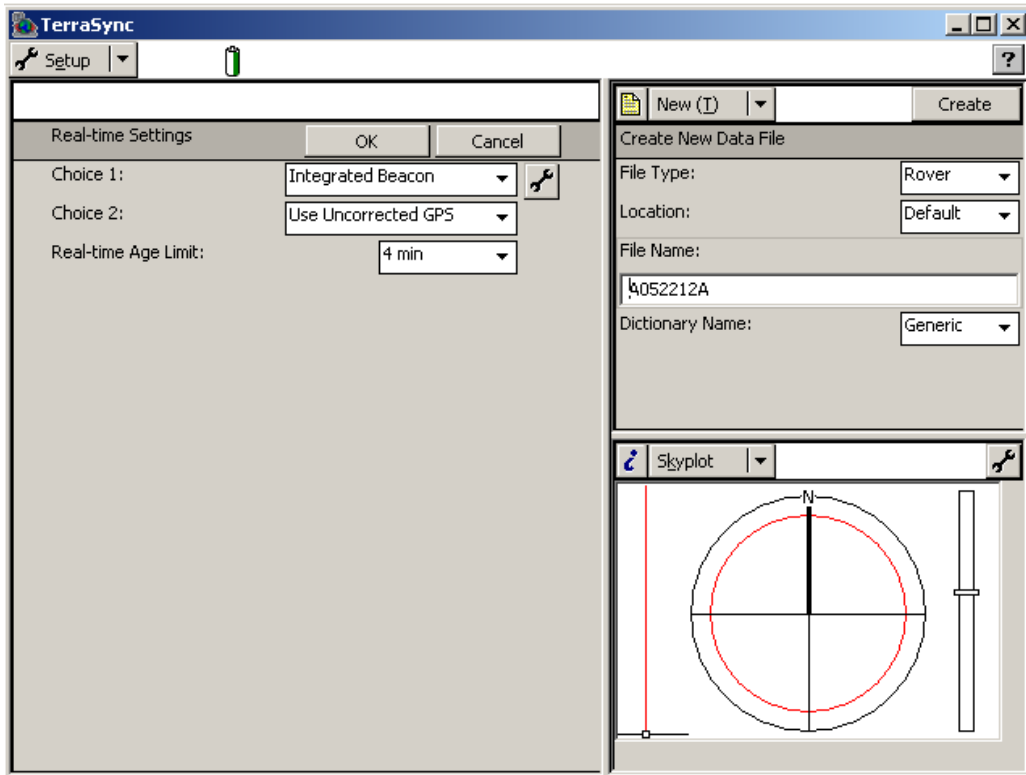 TerraSync
Setup
?
Real-time Settings OK Cancel
Choice 1: Integrated Beacon
Choice 2: Use Uncorrected GPS
Real-time Age Limit: 4 min
New (T) Create
Create New Data File
File Type: Rover
Location: Default
File Name:
A052212A
Dictionary Name: Generic
i Skyplot
N